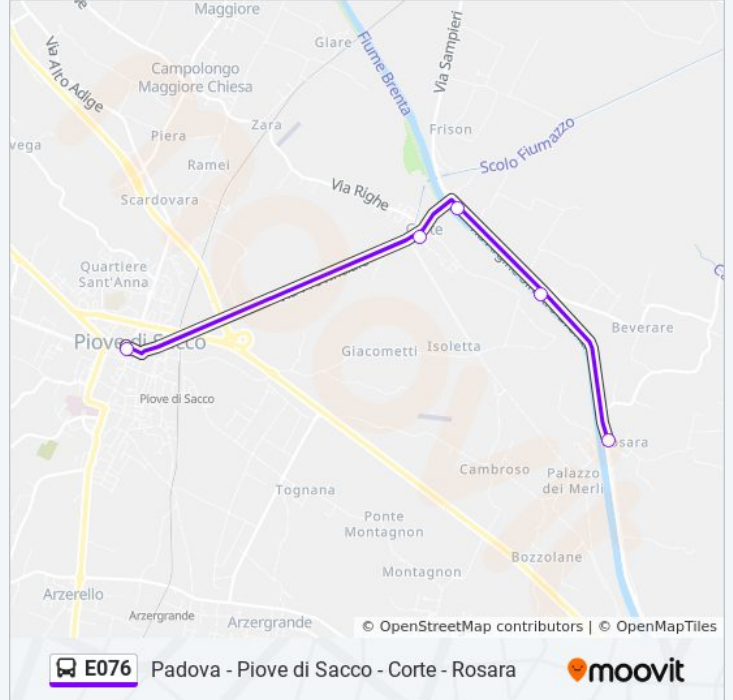 Maggiore
Glare
Fiume Brenta
Via Sampieri
Via Alto Adige
Campolongo
Maggiore Chiesa
Zara
Frison
Scolo Fiumazzo
Piera
Ramei
Via Righe
Scardovara
Corte
Quartiere
Sant'Anna
Beverare
Piove di Sacco
Giacometti
Isoletta
Piove di Sacco
Rosara
Cambroso
Palazzo
dei Merli
Tognana
Ponte
Montagnon
Bozzolane
Montagnon
Arzerello
Arzergrande
Arzergrande
© OpenStreetMap contributors | © OpenMapTiles
E076 Padova - Piove di Sacco - Corte - Rosara
moovit